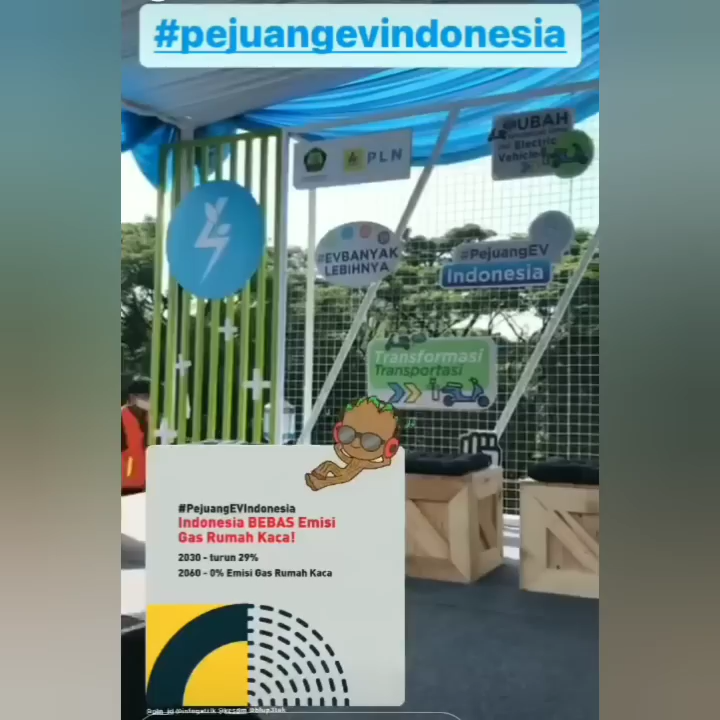 #pejuangevindonesia
PLN
UBAH
Electric
Vehicle
#EVBANYAK
LEBIHNYA
#PejuangEV
Indonesia
Transformasi
Transportasi
#PejuangEVIndonesia
Indonesia BEBAS Emisi
Gas Rumah Kaca!
2030 - turun 29%
2060 - 0% Emisi Gas Rumah Kaca